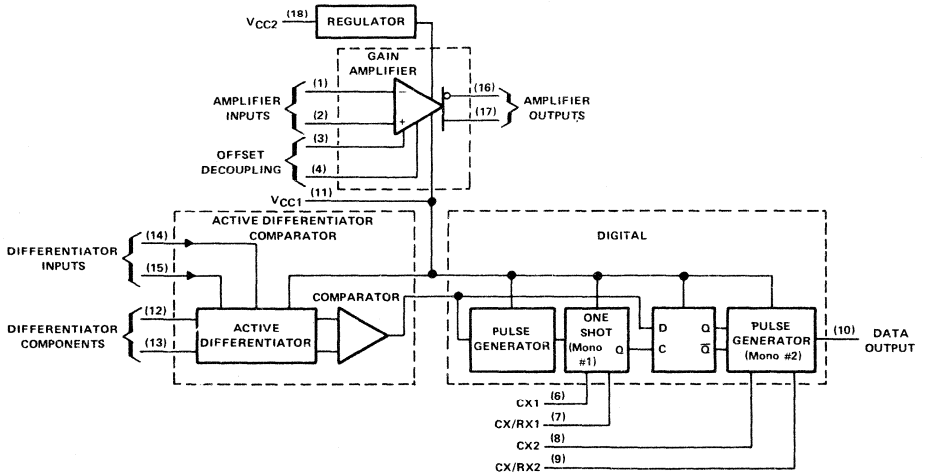 VCC2 (18) REGULATOR
GAIN
AMPLIFIER
AMPLIFIER
INPUTS
(1)
(2)
−
+
(16)
(17)
AMPLIFIER
OUTPUTS
OFFSET
DECOUPLING
(3)
(4)
VCC1 (11)
ACTIVE DIFFERENTIATOR
COMPARATOR
DIFFERENTIATOR
INPUTS
(14)
(15)
DIFFERENTIATOR
COMPONENTS
(12)
(13)
ACTIVE
DIFFERENTIATOR
COMPARATOR
DIGITAL
PULSE
GENERATOR
ONE
SHOT
(Mono
#1)
Q
D
C
Q
Q̅
PULSE
GENERATOR
(Mono #2)
(10)
DATA
OUTPUT
CX1 (6)
CX/RX1 (7)
CX2 (8)
CX/RX2 (9)